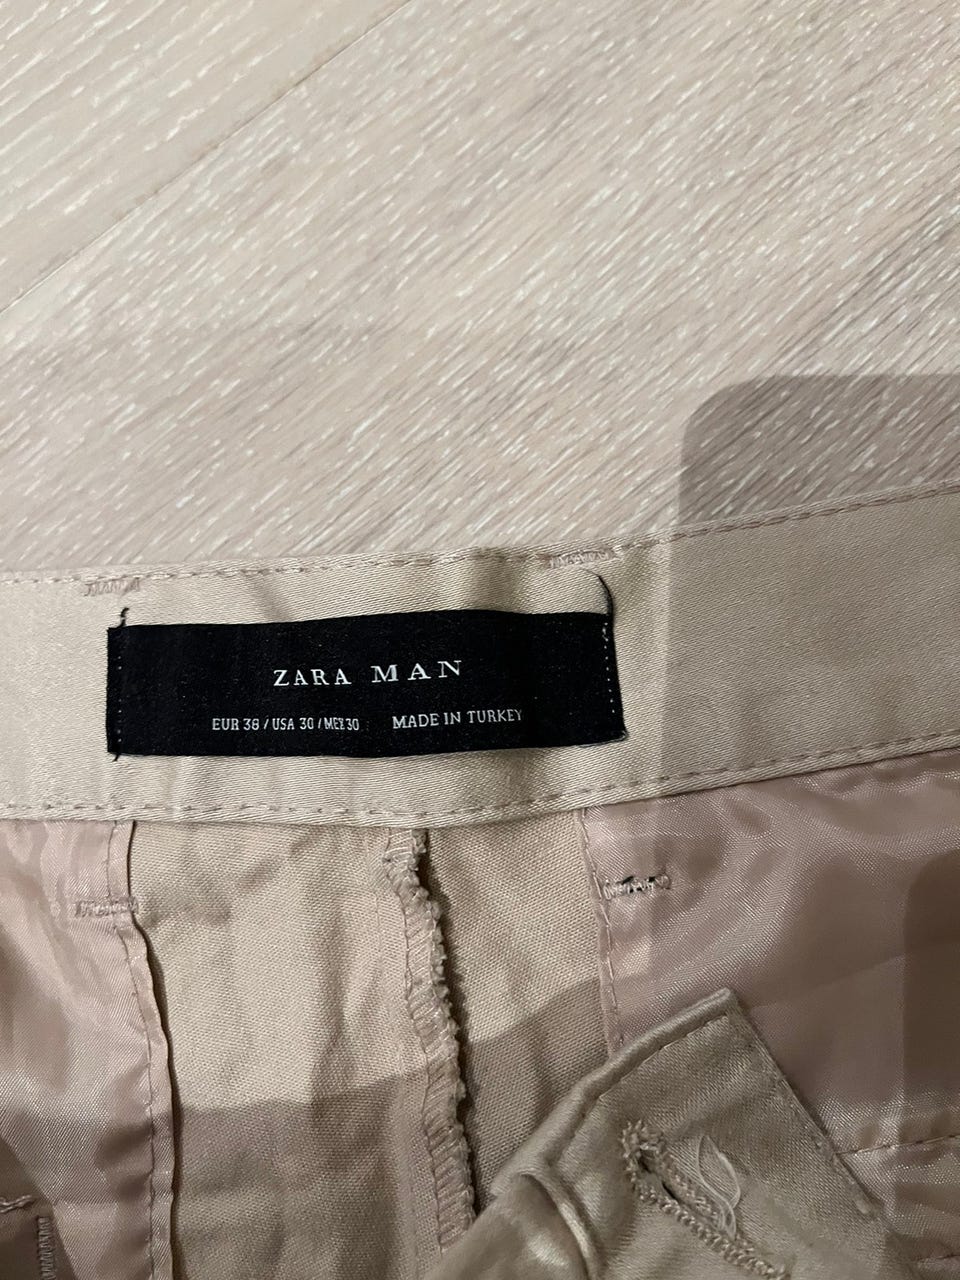 ZARA MAN
EUR 38 / USA 30 / MEX 30 MADE IN TURKEY